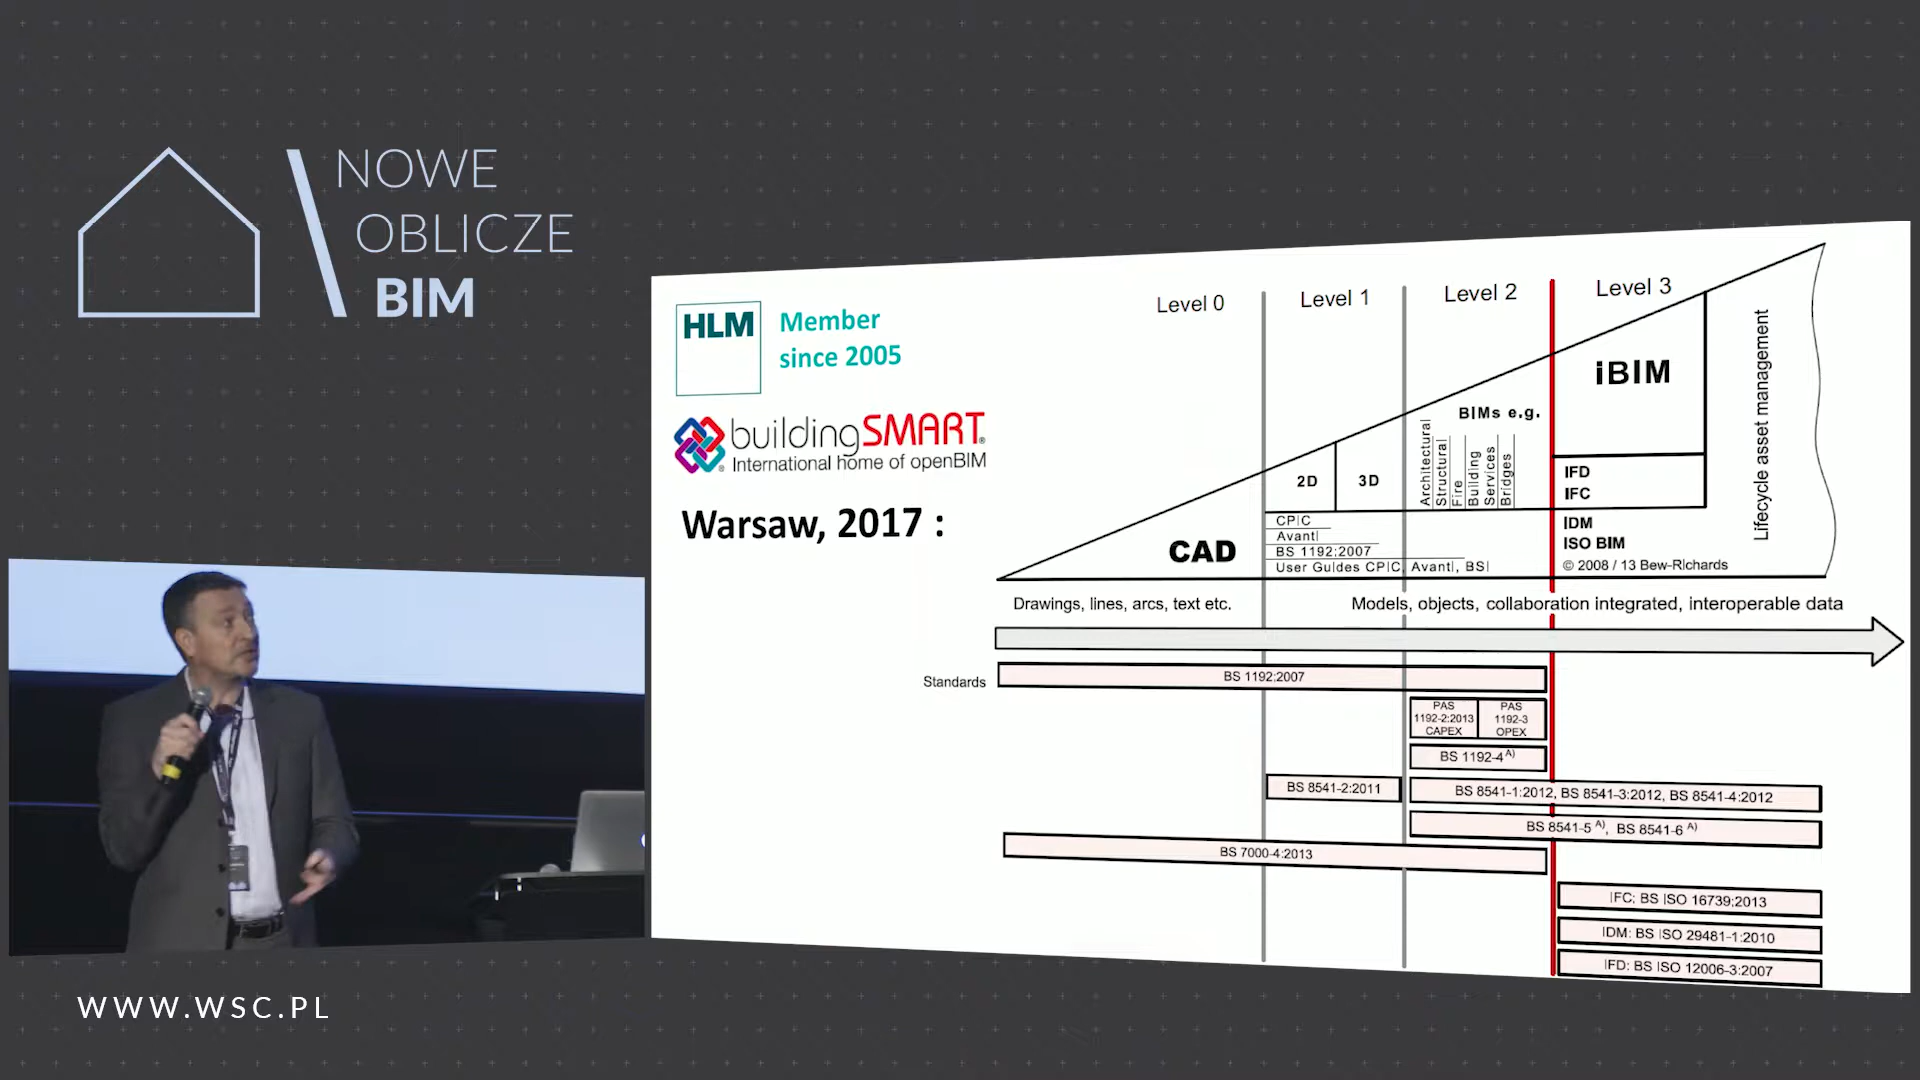 NOWE
OBLICZE
BIM
WWW.WSC.PL
HLM
Member
since 2005
buildingSMART®
International home of openBIM
Warsaw, 2017 :
Level 0
Level 1
Level 2
Level 3
iBIM
BIMs e.g.
Architectural
Structural
Fire
Building
Services
Bridges
2D
3D
IFD
IFC
IDM
ISO BIM
© 2008 / 13 Bew-Richards
Lifecycle asset management
CAD
CPIC
Avanti
BS 1192:2007
User Guides CPIC, Avanti, BSI
Drawings, lines, arcs, text etc.
Models, objects, collaboration integrated, interoperable data
Standards
BS 1192:2007
PAS
1192-2:2013
CAPEX
PAS
1192-3
OPEX
BS 1192-4 A)
BS 8541-2:2011
BS 8541-1:2012, BS 8541-3:2012, BS 8541-4:2012
BS 8541-5 A), BS 8541-6 A)
BS 7000-4:2013
IFC: BS ISO 16739:2013
IDM: BS ISO 29481-1:2010
IFD: BS ISO 12006-3:2007